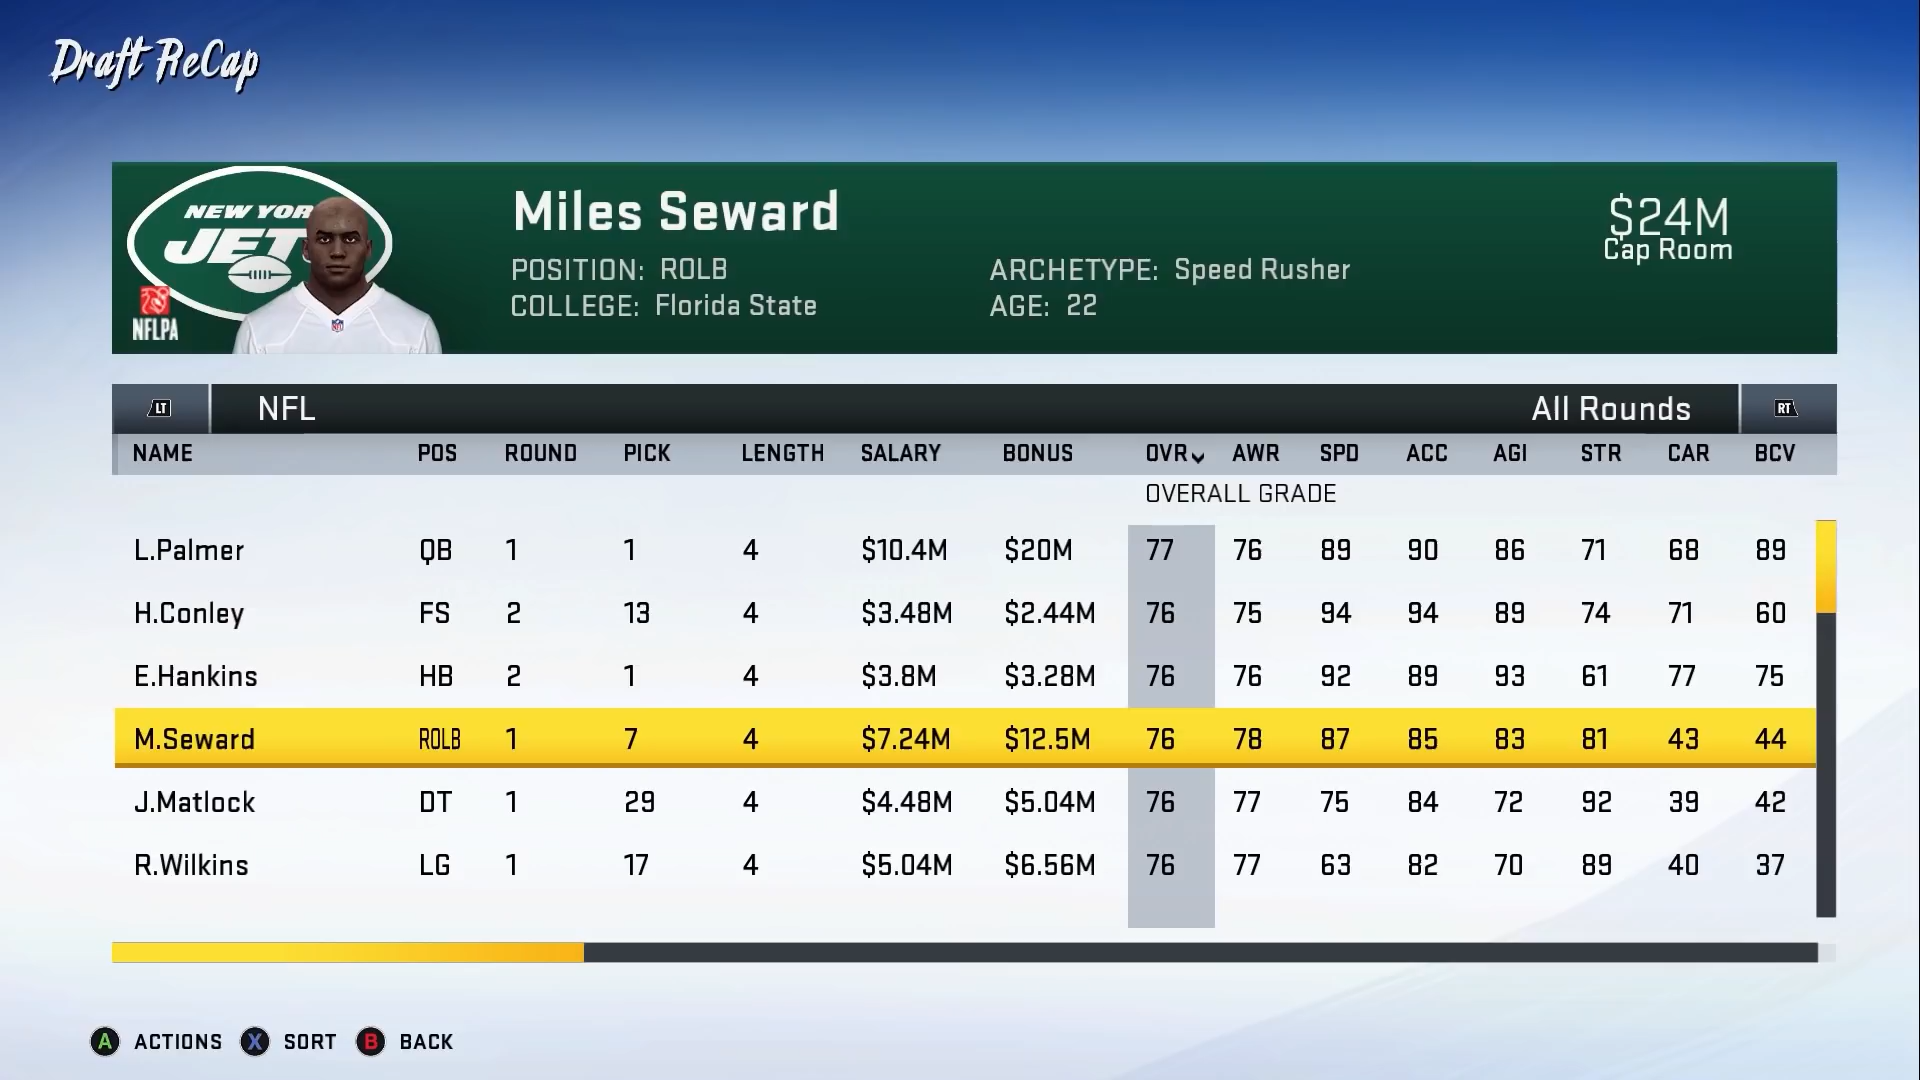 Draft ReCap
NEW YOR
JET
NFLPA
Miles Seward
POSITION: ROLB
COLLEGE: Florida State
ARCHETYPE: Speed Rusher
AGE: 22
$24M
Cap Room
LT NFL All Rounds RT
NAME POS ROUND PICK LENGTH SALARY BONUS OVR AWR SPD ACC AGI STR CAR BCV
OVERALL GRADE
L.Palmer QB 1 1 4 $10.4M $20M 77 76 89 90 86 71 68 89
H.Conley FS 2 13 4 $3.48M $2.44M 76 75 94 94 89 74 71 60
E.Hankins HB 2 1 4 $3.8M $3.28M 76 76 92 89 93 61 77 75
M.Seward ROLB 1 7 4 $7.24M $12.5M 76 78 87 85 83 81 43 44
J.Matlock DT 1 29 4 $4.48M $5.04M 76 77 75 84 72 92 39 42
R.Wilkins LG 1 17 4 $5.04M $6.56M 76 77 63 82 70 89 40 37
A ACTIONS X SORT B BACK